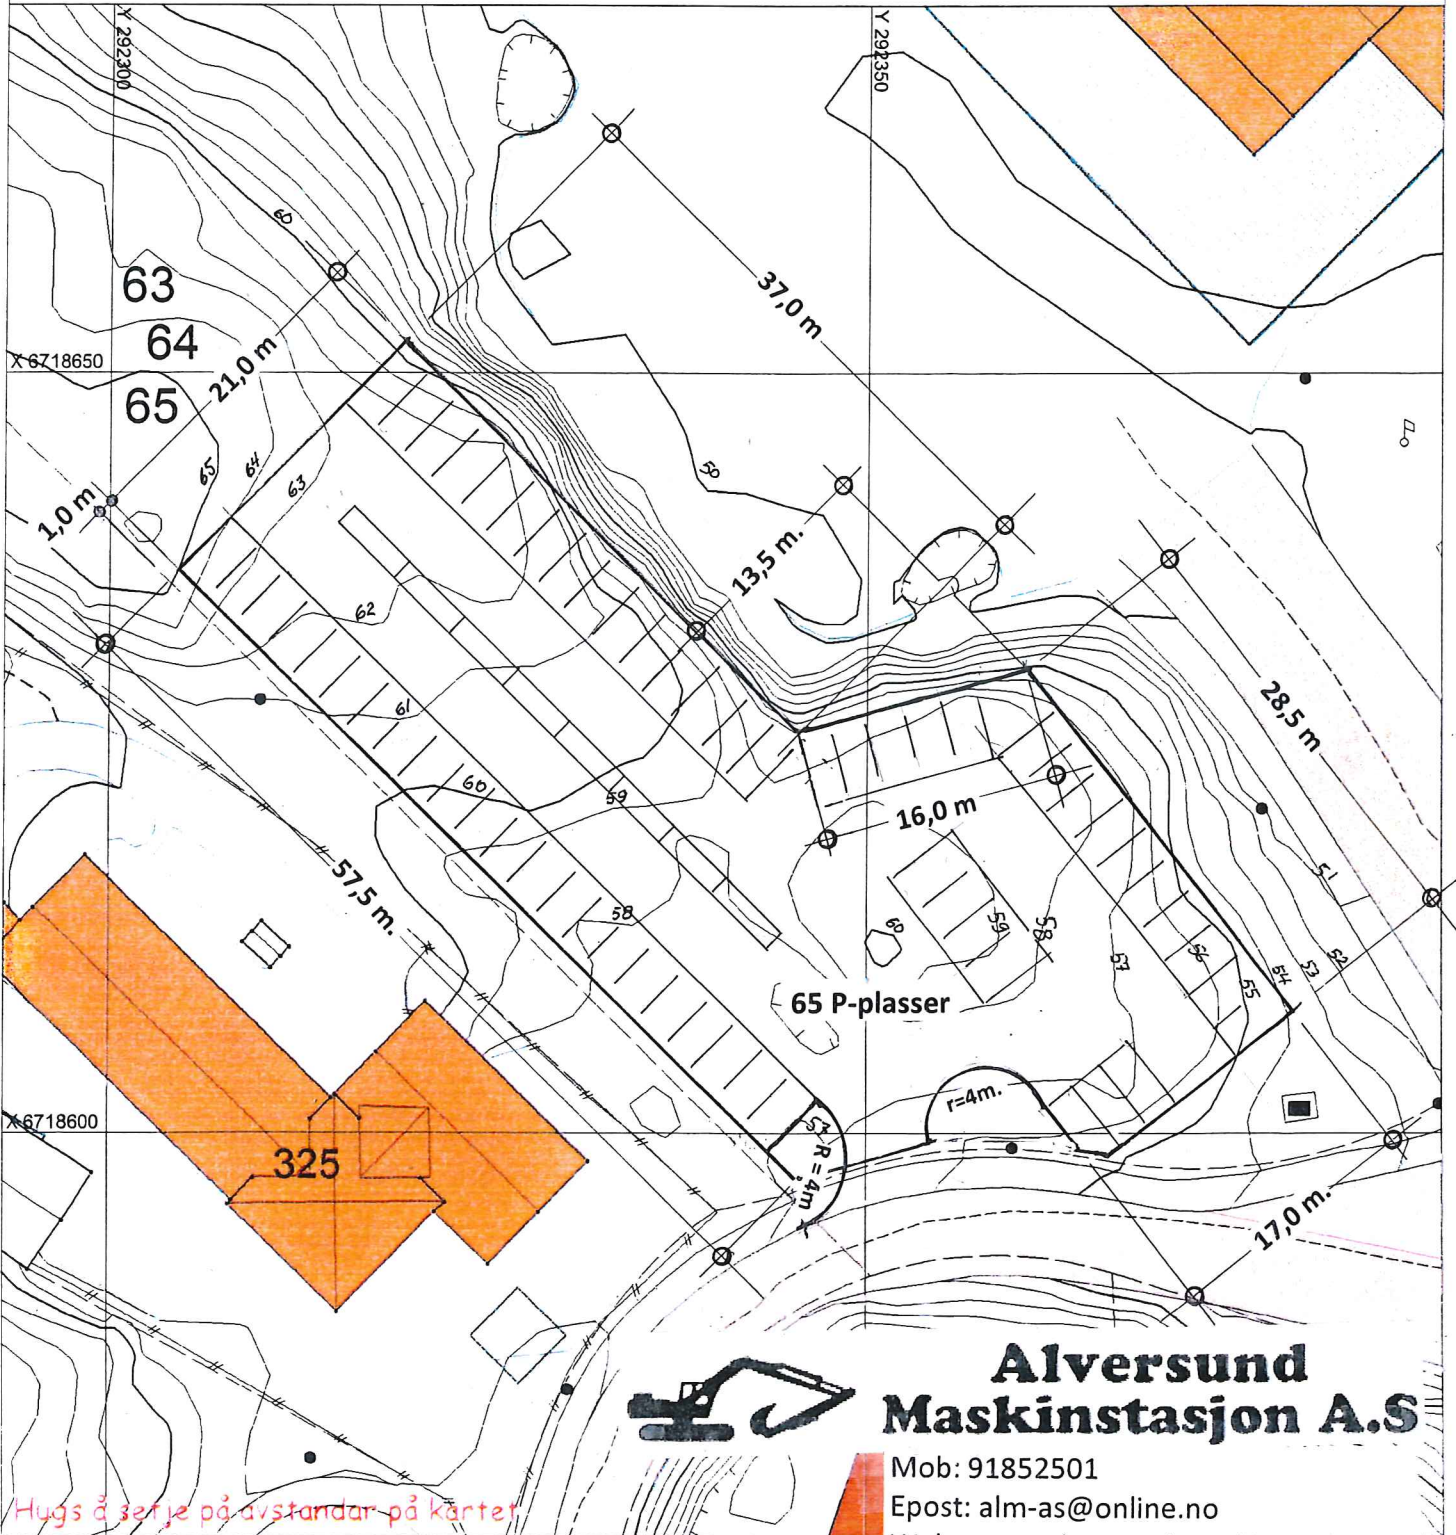 Y 292300
Y 292350
60
63
64
65
X 6718650
21,0 m
37,0 m
65
64
63
50
1,0 m
13,5 m.
62
61
28,5 m
60
59
16,0 m
57,5 m.
58
60
59
58
57
56
55
54
53
52
51
65 P-plasser
r=4m.
X 6718600
325
R=4m
17,0 m.
Alversund
Maskinstasjon A.S
Mob: 91852501
Epost: alm-as@online.no
Hugs å setje på avstandar på kartet